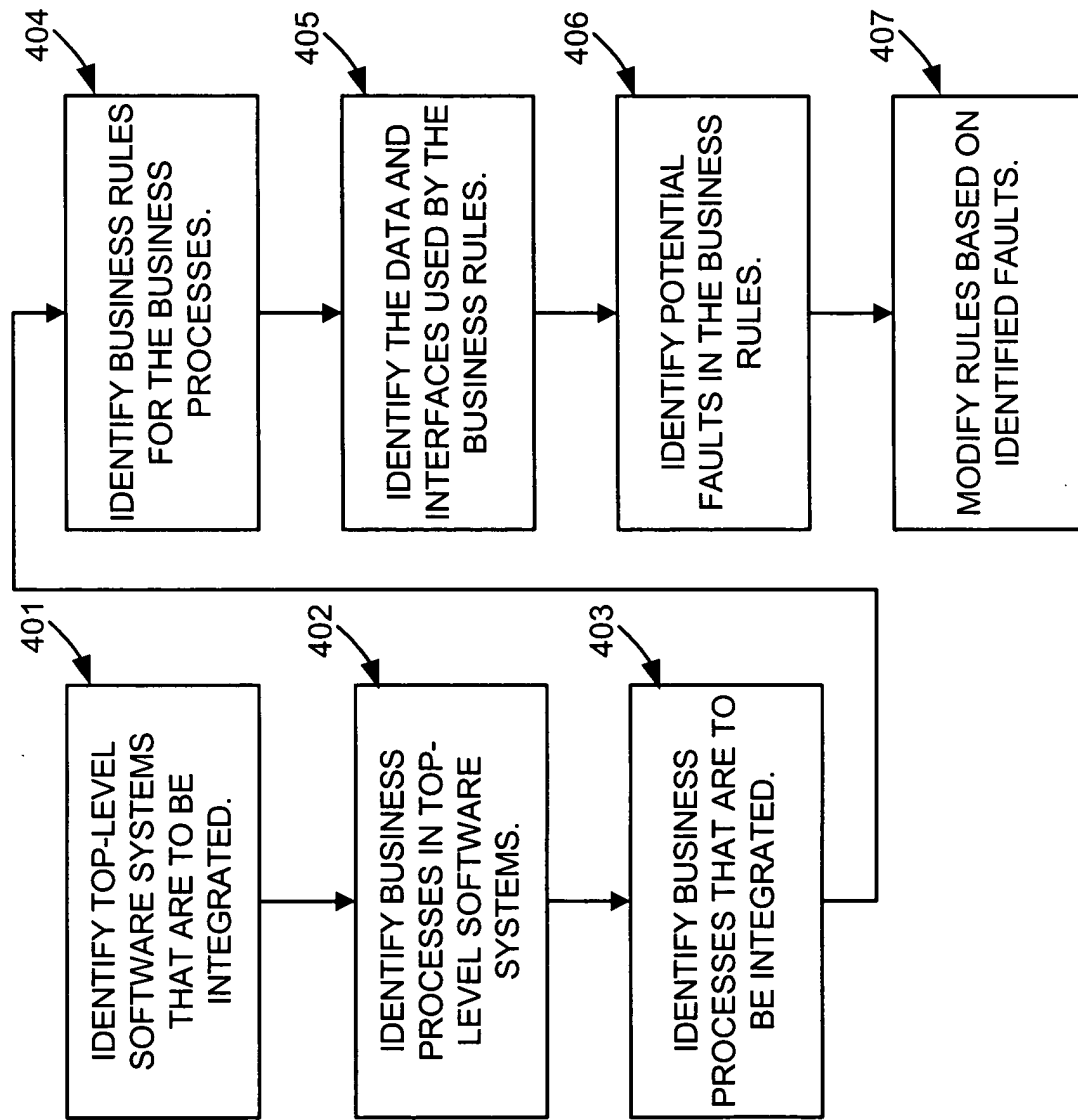 401
IDENTIFY TOP-LEVEL
SOFTWARE SYSTEMS
THAT ARE TO BE
INTEGRATED.
402
IDENTIFY BUSINESS
PROCESSES IN TOP-
LEVEL SOFTWARE
SYSTEMS.
403
IDENTIFY BUSINESS
PROCESSES THAT ARE TO
BE INTEGRATED.
404
IDENTIFY BUSINESS RULES
FOR THE BUSINESS
PROCESSES.
405
IDENTIFY THE DATA AND
INTERFACES USED BY THE
BUSINESS RULES.
406
IDENTIFY POTENTIAL
FAULTS IN THE BUSINESS
RULES.
407
MODIFY RULES BASED ON
IDENTIFIED FAULTS.